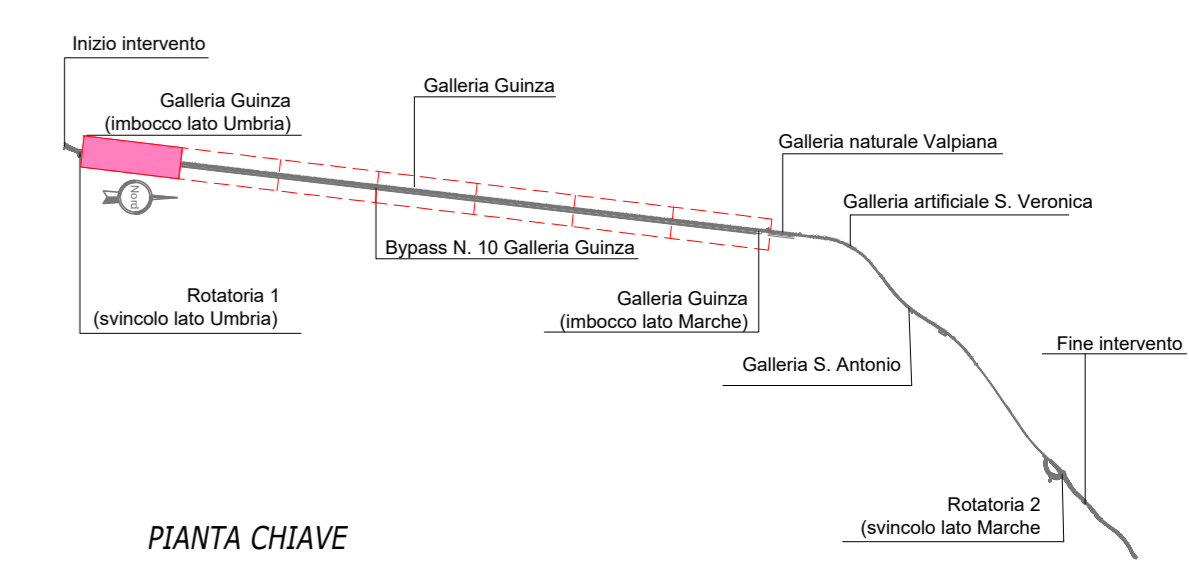 Inizio intervento
Galleria Guinza
(imbocco lato Umbria)
Galleria Guinza
Galleria naturale Valpiana
Galleria artificiale S. Veronica
Nord
Bypass N. 10 Galleria Guinza
Rotatoria 1
(svincolo lato Umbria)
Galleria Guinza
(imbocco lato Marche)
Galleria S. Antonio
Fine intervento
Rotatoria 2
(svincolo lato Marche
PIANTA CHIAVE